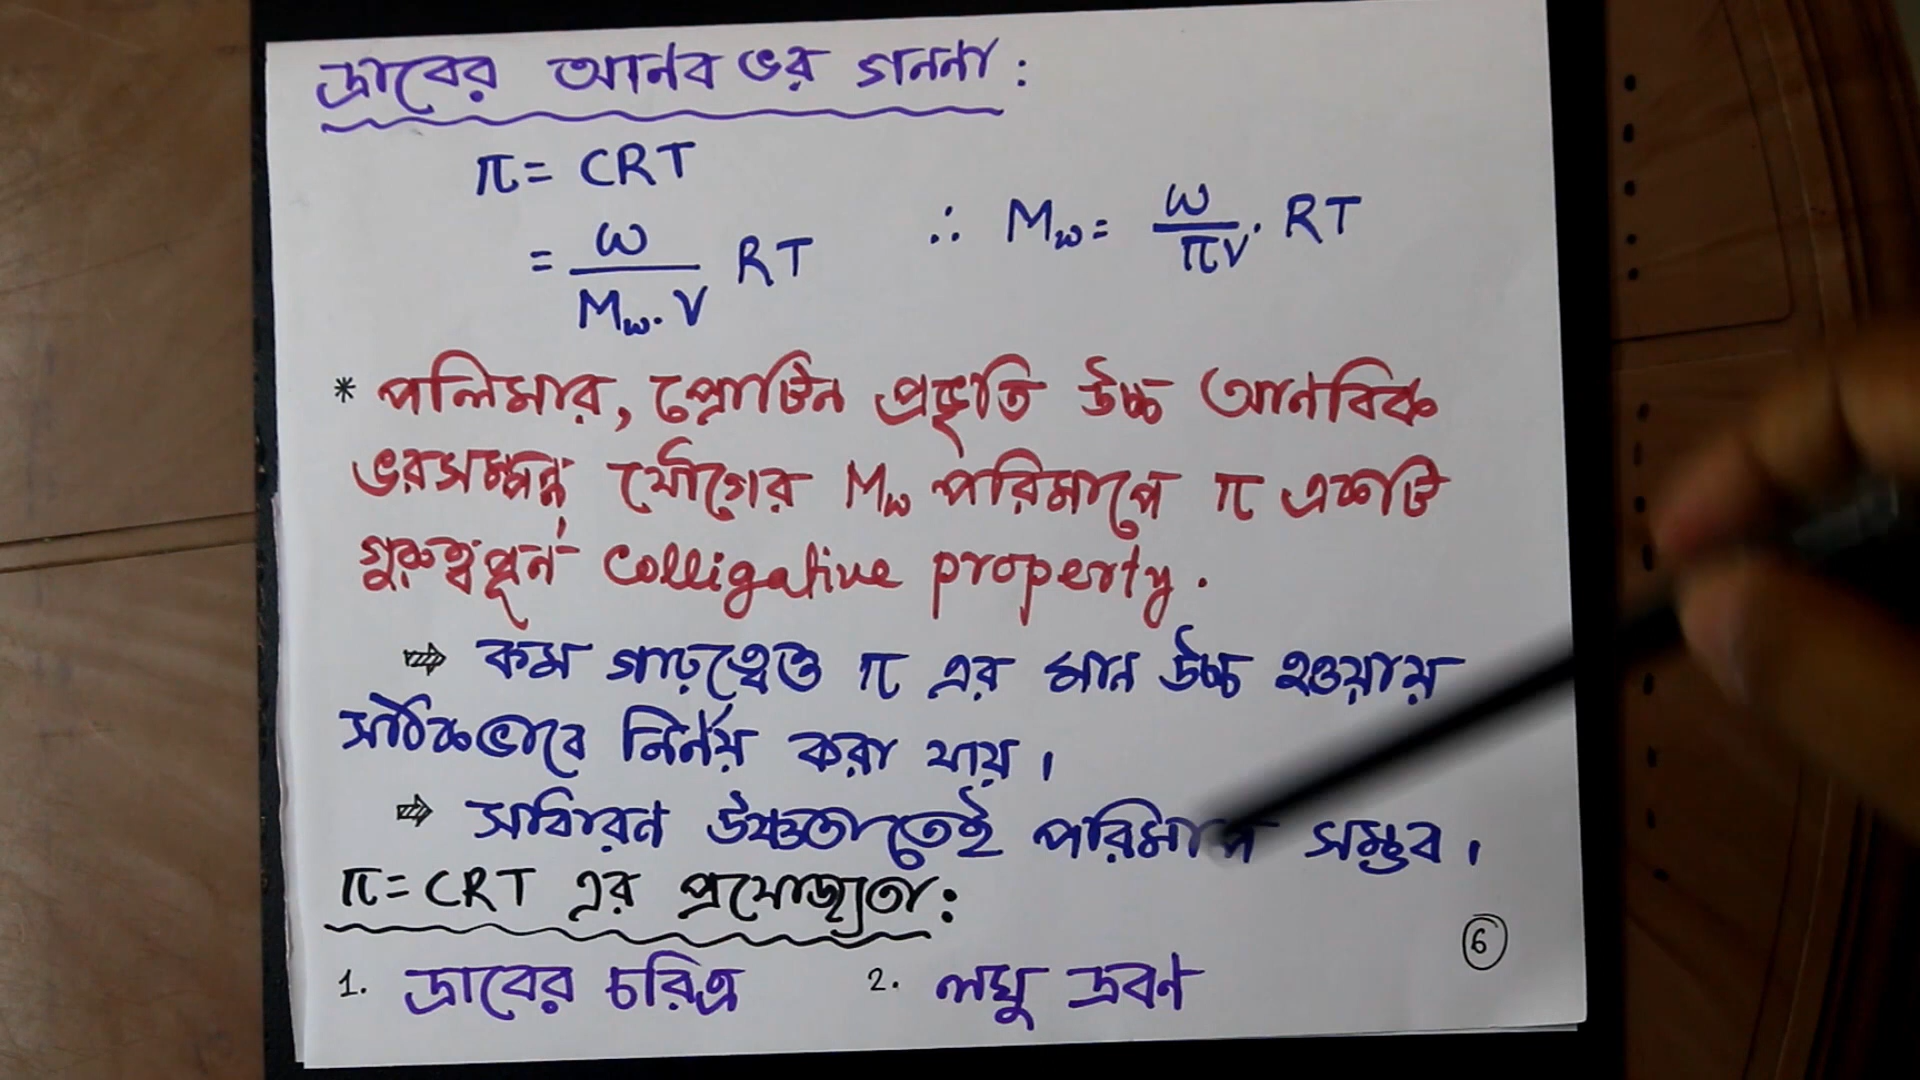 দ্রাবের আনব ভর গননা :
π = CRT
= ω / Mω. V RT ∴ Mω = ω / πV . RT
* পলিমার, প্রোটিন প্রভৃতি উচ্চ আনবিক
ভরসম্পন্ন যৌগের Mω পরিমাপে π একটি
গুরুত্বপূর্ন colligative property.
⇒ কম গাঢ়ত্বেও π এর মান উচ্চ হওয়ায়
সঠিকভাবে নির্নয় করা যায়।
⇒ সাধারন উষ্ণতাতেই পরিমাপ সম্ভব।
π = CRT এর প্রযোজ্যতা :
1. দ্রাবের চরিত্র 2. লঘু দ্রবণ
6